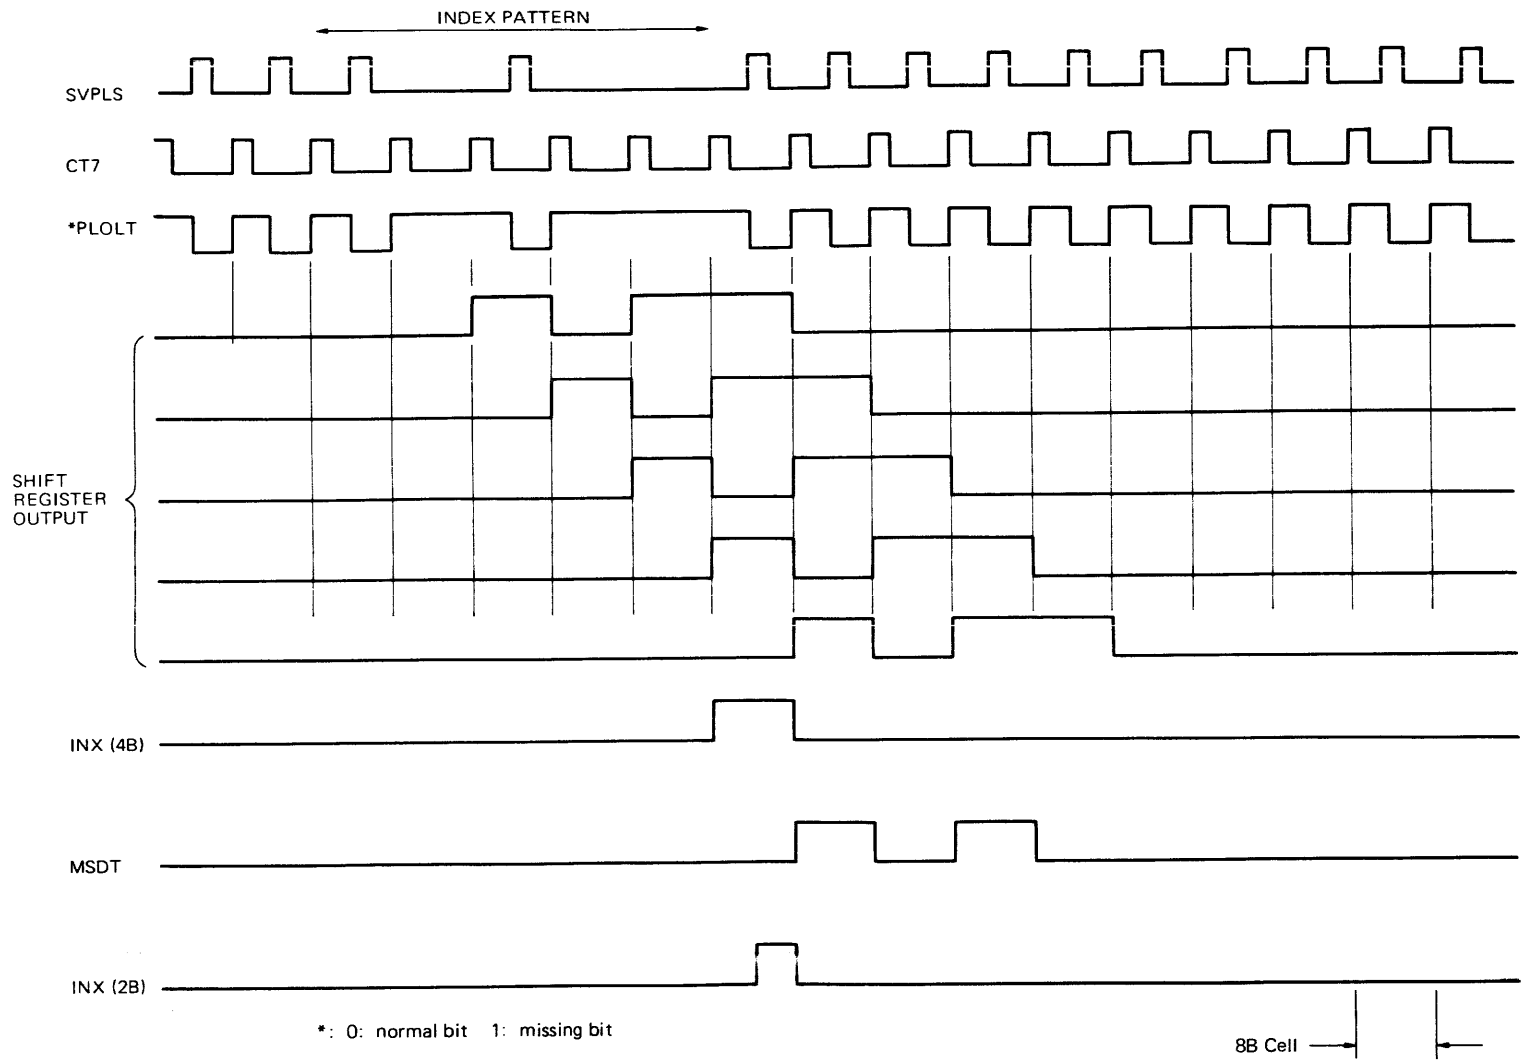 INDEX PATTERN
SVPLS
CT7
*PLOLT
SHIFT
REGISTER
OUTPUT
INX (4B)
MSDT
INX (2B)
*: 0: normal bit 1: missing bit
8B Cell